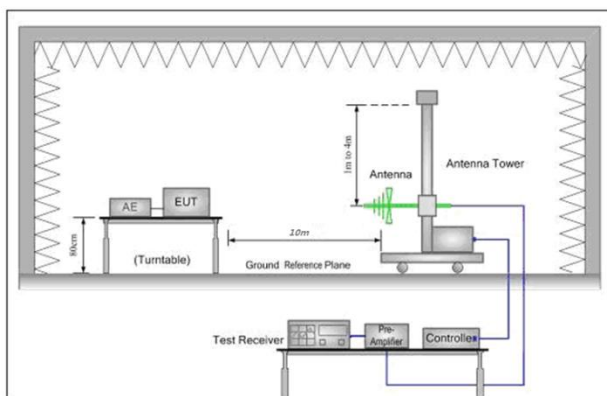 1m to 4m
Antenna
Antenna Tower
AE
EUT
10m
80cm
(Turntable)
Ground Reference Plane
Test Receiver
Pre-
Amplifier
Controller